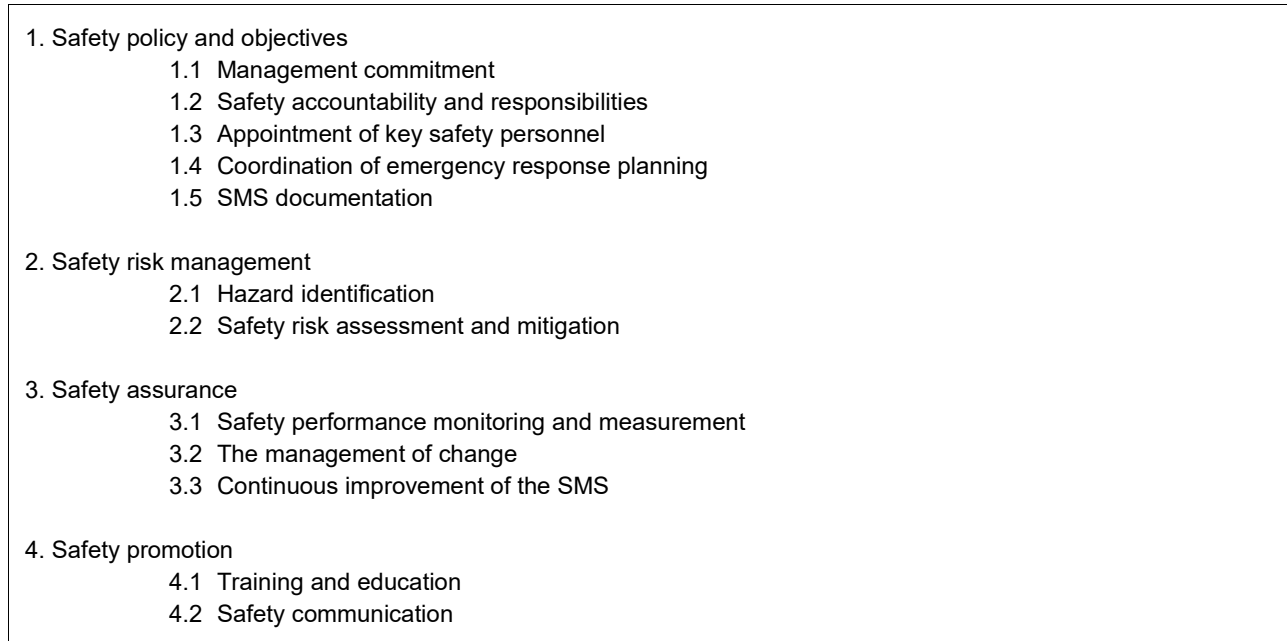 1. Safety policy and objectives
1.1 Management commitment
1.2 Safety accountability and responsibilities
1.3 Appointment of key safety personnel
1.4 Coordination of emergency response planning
1.5 SMS documentation
2. Safety risk management
2.1 Hazard identification
2.2 Safety risk assessment and mitigation
3. Safety assurance
3.1 Safety performance monitoring and measurement
3.2 The management of change
3.3 Continuous improvement of the SMS
4. Safety promotion
4.1 Training and education
4.2 Safety communication